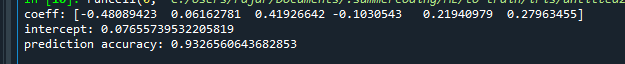 coeff: [-0.48089423 0.06162781 0.41926642 -0.1030543 0.21940979 0.27963455]
intercept: 0.07655739532205819
prediction accuracy: 0.9326560643682853